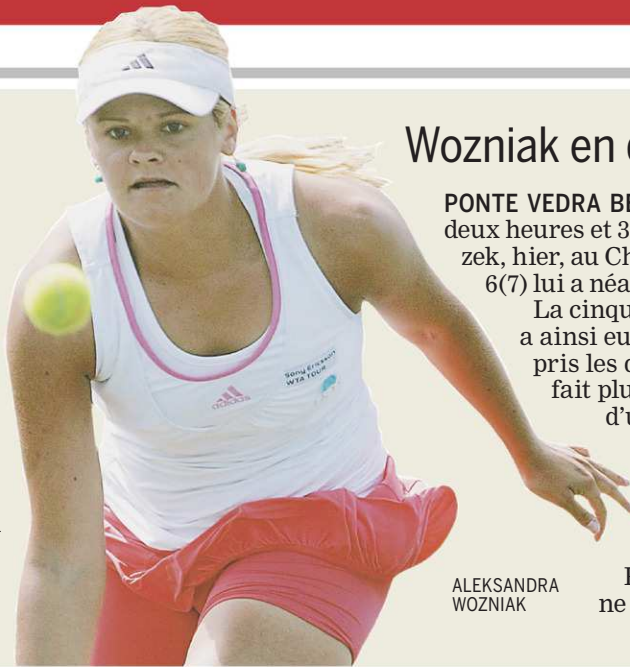 Wozniak en
PONTE VEDRA
deux heures et 3
zek, hier, au Ch
6(7) lui a néa
La cinqu
a ainsi eu
pris les
fait plu
d'u
ne
ALEKSANDRA
WOZNIAK
Sony Ericsson
WTA TOUR
adidas